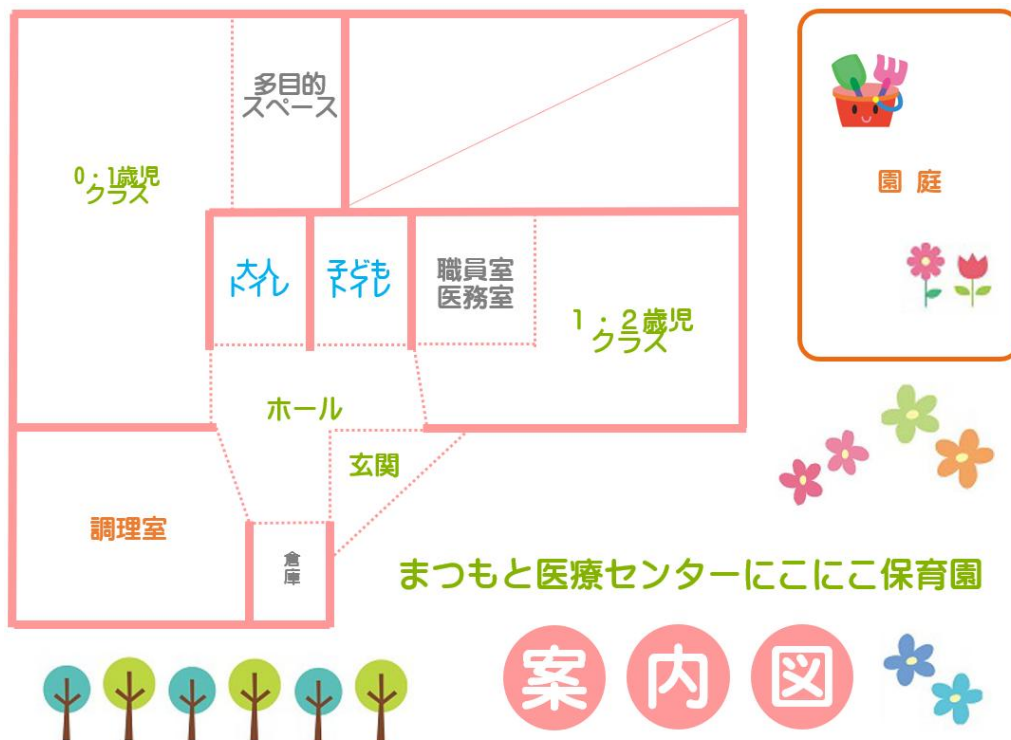 多目的
スペース
0・1歳児
クラス
園 庭
大人
トイレ
子ども
トイレ
職員室
医務室
1・2歳児
クラス
ホール
玄関
調理室
倉
庫
まつもと医療センターにこにこ保育園
案内図